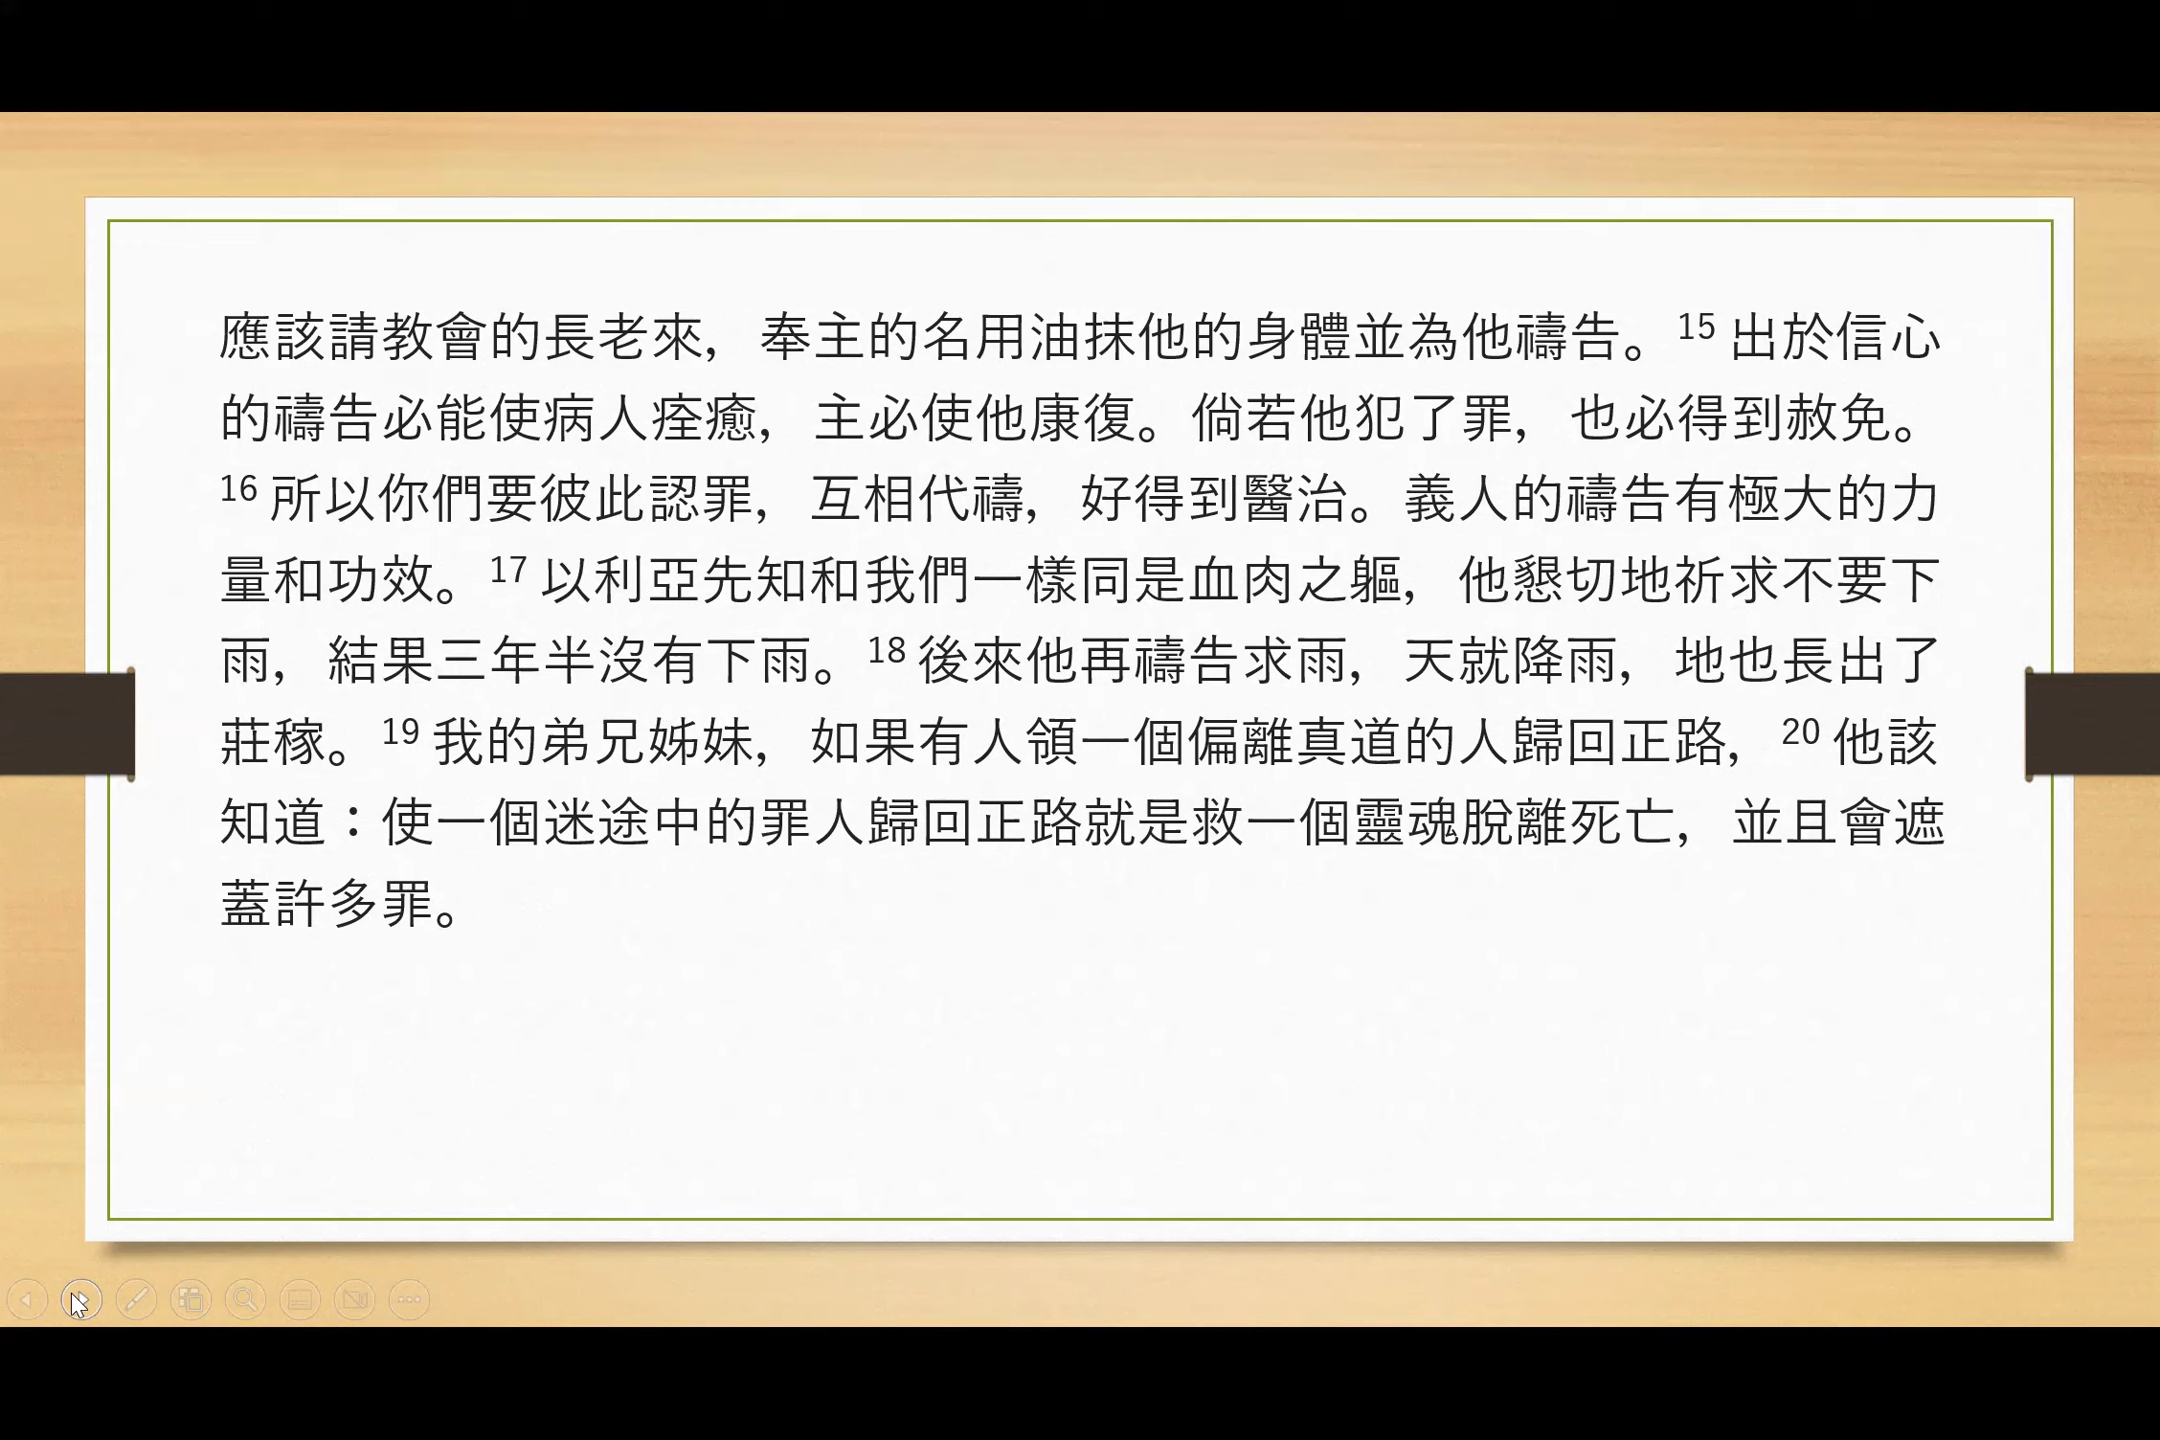 應該請教會的長老來，奉主的名用油抹他的身體並為他禱告。15 出於信心
的禱告必能使病人痊癒，主必使他康復。倘若他犯了罪，也必得到赦免。
16 所以你們要彼此認罪，互相代禱，好得到醫治。義人的禱告有極大的力
量和功效。17 以利亞先知和我們一樣同是血肉之軀，他懇切地祈求不要下
雨，結果三年半沒有下雨。18 後來他再禱告求雨，天就降雨，地也長出了
莊稼。19 我的弟兄姊妹，如果有人領一個偏離真道的人歸回正路，20 他該
知道：使一個迷途中的罪人歸回正路就是救一個靈魂脫離死亡，並且會遮
蓋許多罪。